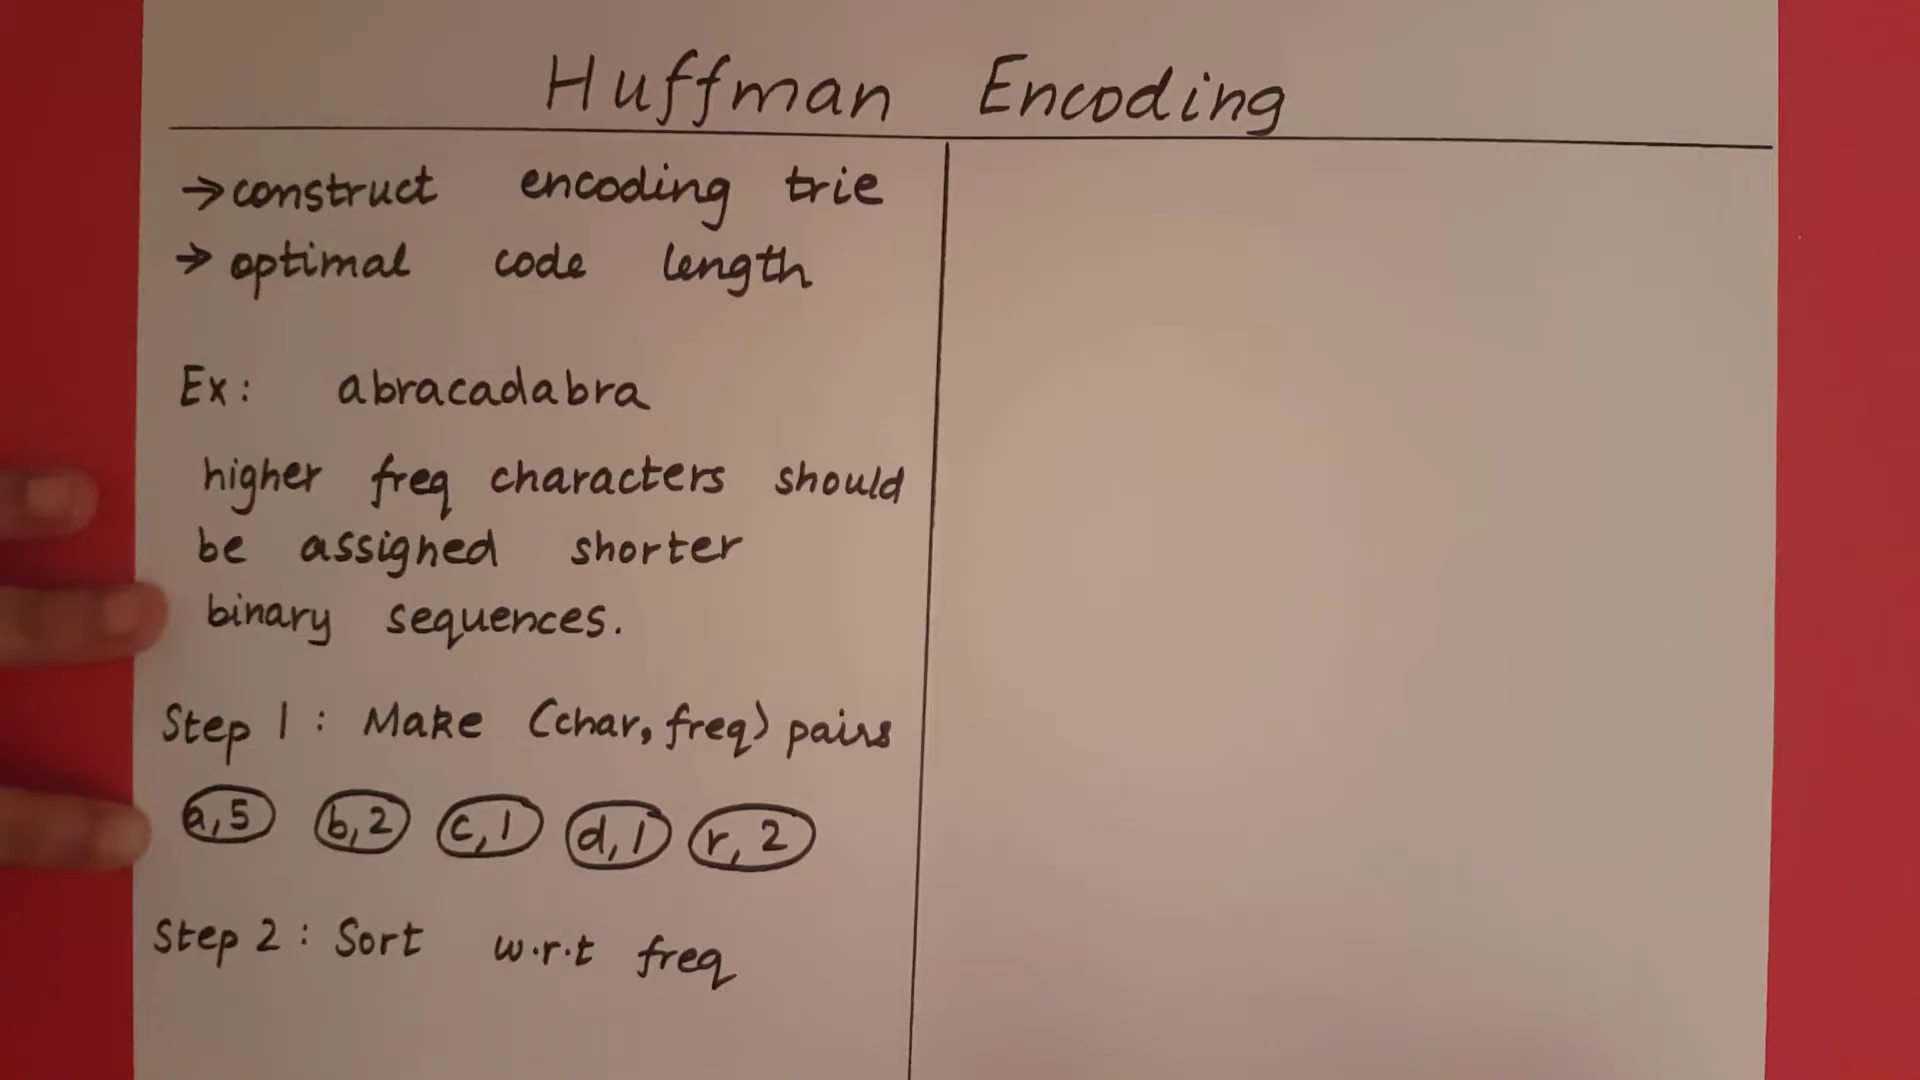 Huffman Encoding
→construct encoding trie
→ optimal code length
Ex: abracadabra
higher freq characters should
be assigned shorter
binary sequences.
Step 1: Make (char, freq) pairs
a,5 b,2 c,1 d,1 r,2
Step 2: Sort w.r.t freq